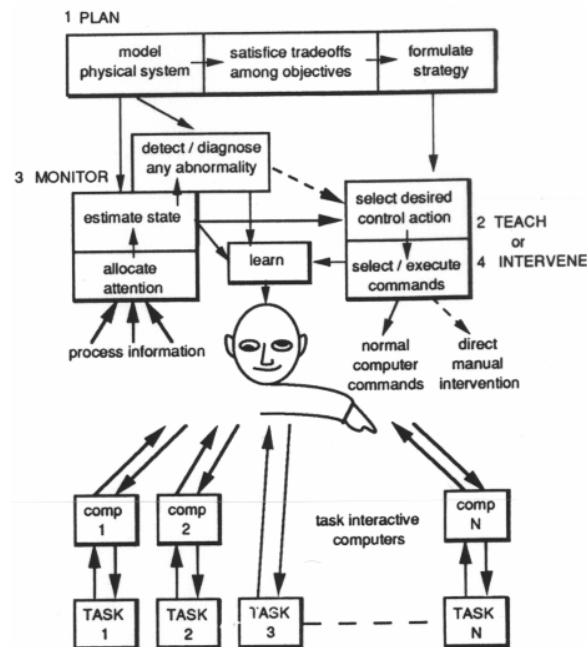 1 PLAN
model
physical system
satisfice tradeoffs
among objectives
formulate
strategy
detect / diagnose
any abnormality
3 MONITOR
estimate state
allocate
attention
select desired
control action
2 TEACH
or
4 INTERVENE
learn
select / execute
commands
process information
normal
computer
commands
direct
manual
intervention
comp
1
comp
2
task interactive
computers
comp
N
TASK
1
TASK
2
TASK
3
TASK
N